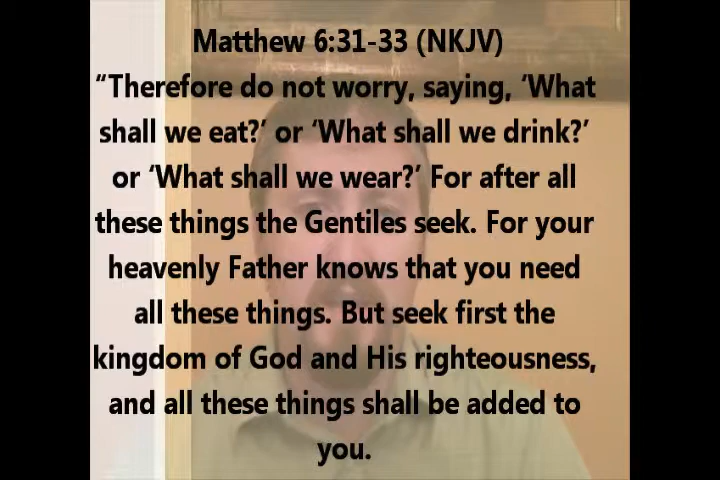 Matthew 6:31-33 (NKJV)
“Therefore do not worry, saying, ‘What
shall we eat?’ or ‘What shall we drink?’
or ‘What shall we wear?’ For after all
these things the Gentiles seek. For your
heavenly Father knows that you need
all these things. But seek first the
kingdom of God and His righteousness,
and all these things shall be added to
you.